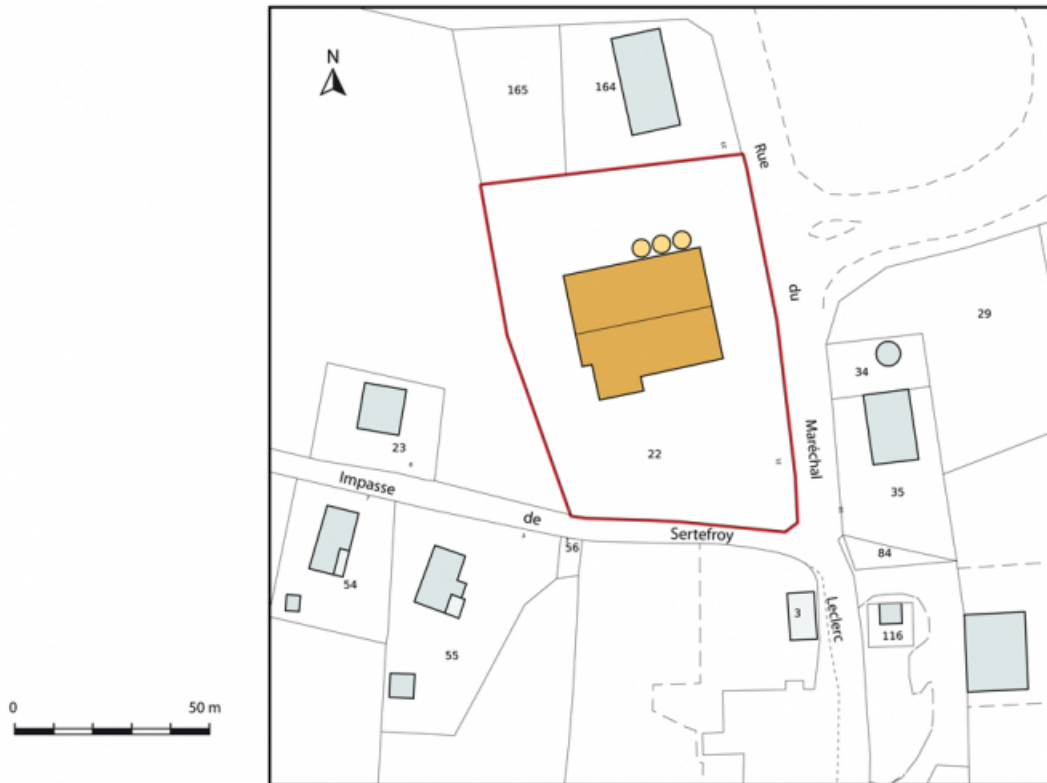 N
165
164
Rue
du
29
34
23
22
Maréchal
35
Impasse
de
Sertefroy
56
84
54
55
3
Leclerc
116
0 50 m